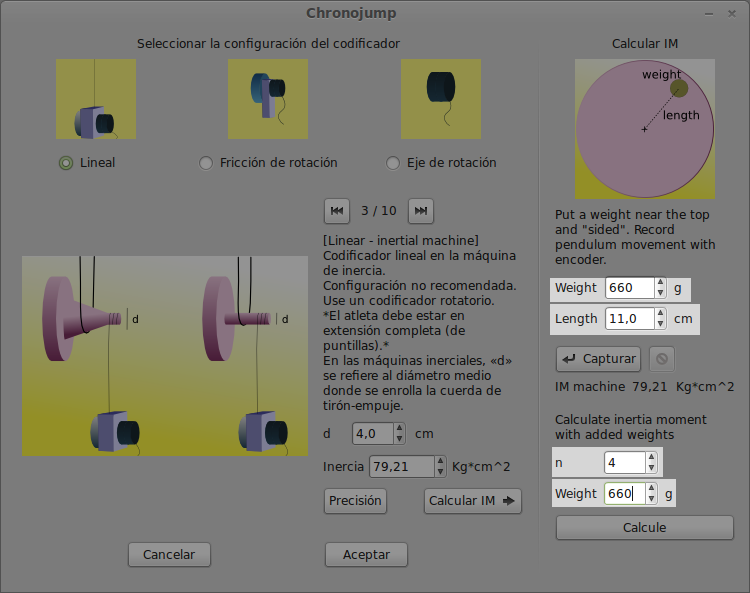 Chronojump
Seleccionar la configuración del codificador
Lineal
Fricción de rotación
Eje de rotación
3 / 10
[Linear - inertial machine]
Codificador lineal en la máquina
de inercia.
Configuración no recomendada.
Use un codificador rotatorio.
*El atleta debe estar en
extensión completa (de
puntillas).*
En las máquinas inerciales, «d»
se refiere al diámetro medio
donde se enrolla la cuerda de
tirón-empuje.
d
d
d 4,0 cm
Inercia 79,21 Kg*cm^2
Precisión
Calcular IM
Cancelar
Aceptar
Calcular IM
weight
length
Put a weight near the top
and "sided". Record
pendulum movement with
encoder.
Weight 660 g
Length 11,0 cm
Capturar
IM machine 79,21 Kg*cm^2
Calculate inertia moment
with added weights
n 4
Weight 660 g
Calcule